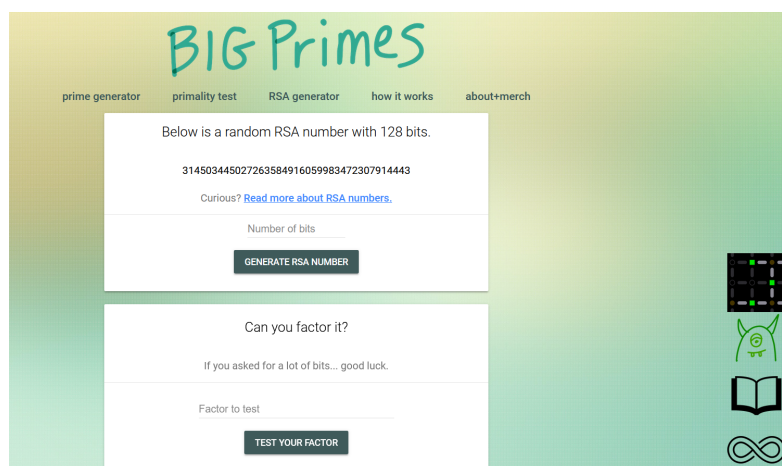 BIG Primes
prime generator primality test RSA generator how it works about+merch
Below is a random RSA number with 128 bits.
314503445027263584916059983472307914443
Curious? Read more about RSA numbers.
Number of bits
GENERATE RSA NUMBER
Can you factor it?
If you asked for a lot of bits... good luck.
Factor to test
TEST YOUR FACTOR